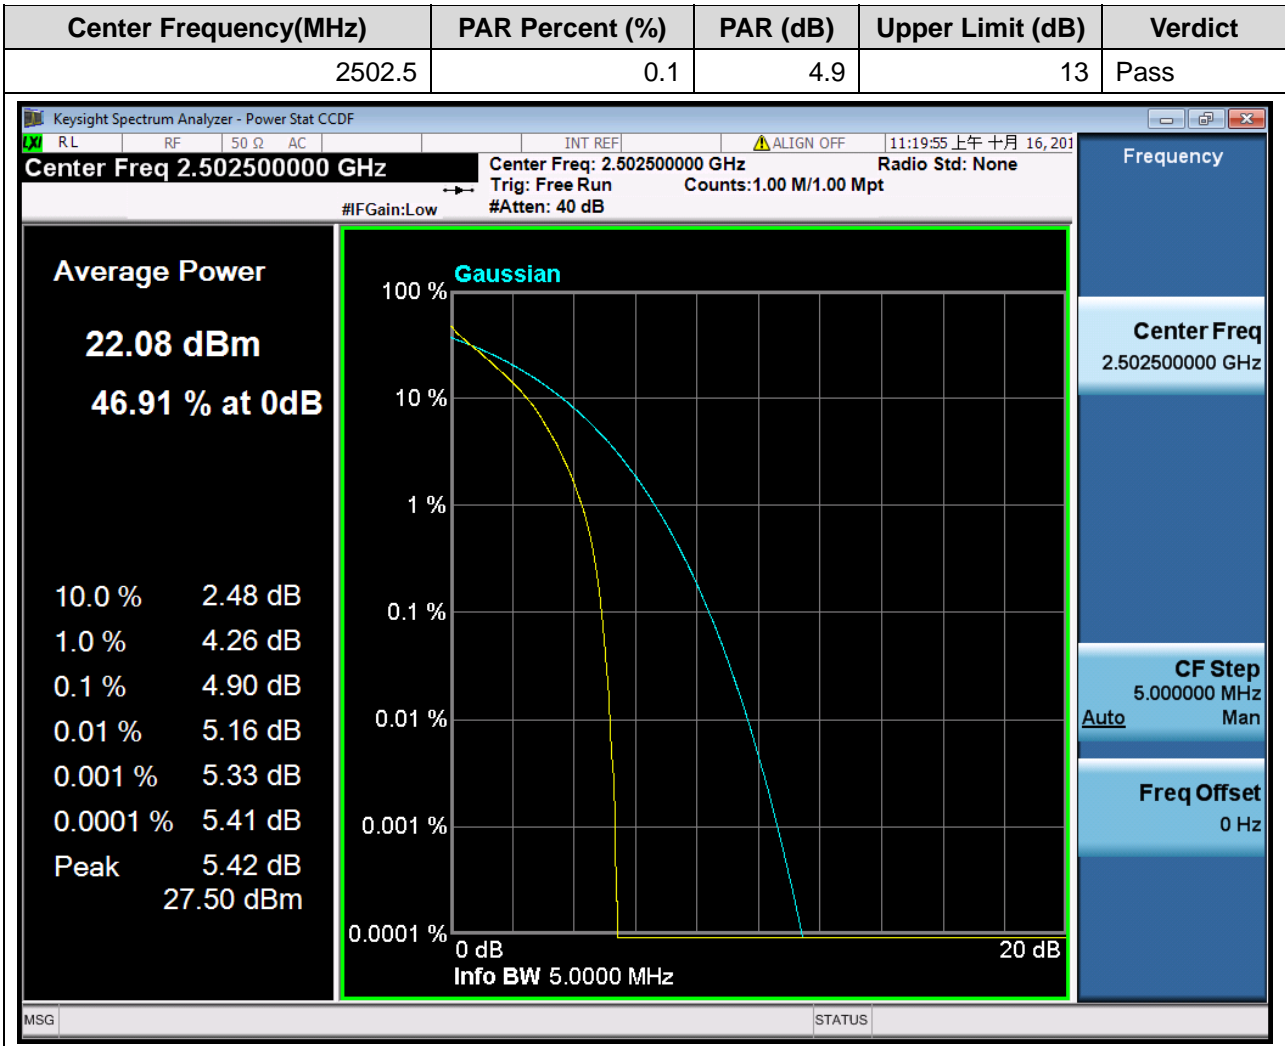 Center Frequency(MHz) PAR Percent (%) PAR (dB) Upper Limit (dB) Verdict
2502.5 0.1 4.9 13 Pass
Keysight Spectrum Analyzer - Power Stat CCDF
LXI RL RF 50 Ω AC INT REF ALIGN OFF 11:19:55 上午 十月 16, 201
Center Freq 2.502500000 GHz
#IFGain:Low
Center Freq: 2.502500000 GHz Radio Std: None
Trig: Free Run Counts:1.00 M/1.00 Mpt
#Atten: 40 dB
Average Power
22.08 dBm
46.91 % at 0dB
10.0 % 2.48 dB
1.0 % 4.26 dB
0.1 % 4.90 dB
0.01 % 5.16 dB
0.001 % 5.33 dB
0.0001 % 5.41 dB
Peak 5.42 dB
27.50 dBm
Gaussian
100 %
10 %
1 %
0.1 %
0.01 %
0.001 %
0.0001 %
0 dB 20 dB
Info BW 5.0000 MHz
Frequency
Center Freq
2.502500000 GHz
CF Step
5.000000 MHz
Auto Man
Freq Offset
0 Hz
MSG STATUS